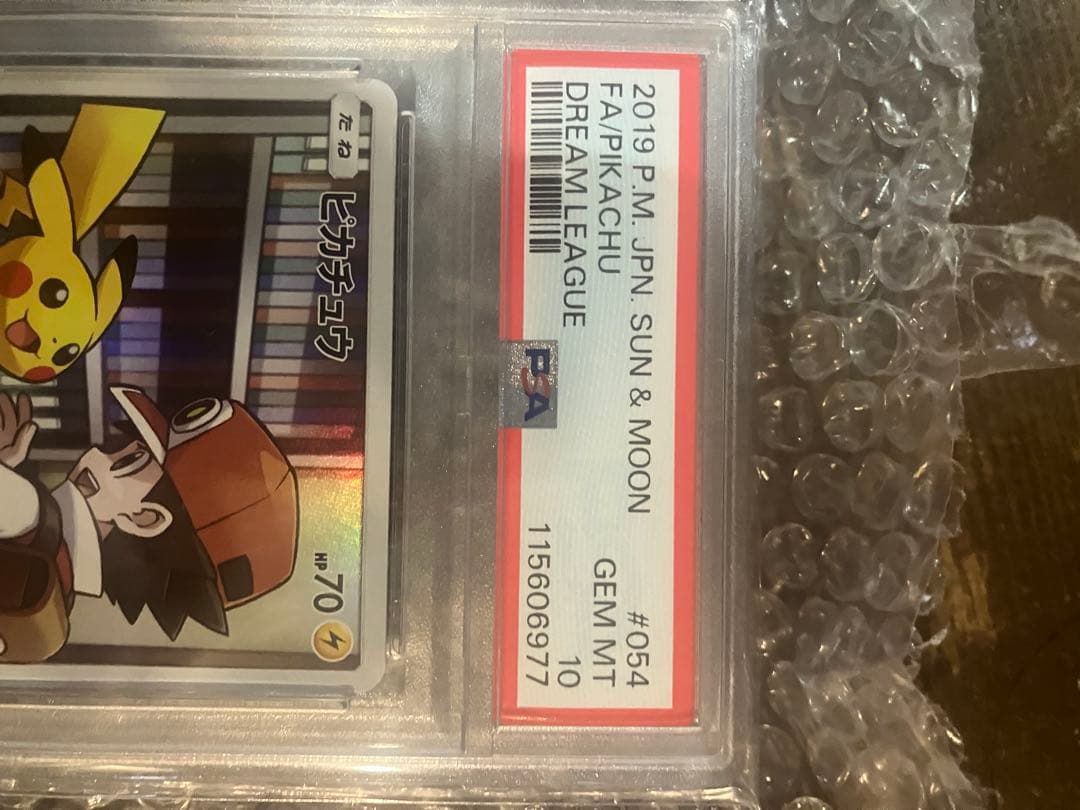 2019 P.M. JPN. SUN & MOON #054
FA/PIKACHU GEM MT
DREAM LEAGUE 10
11560697​7
PSA
たね
ピカチュウ
HP70